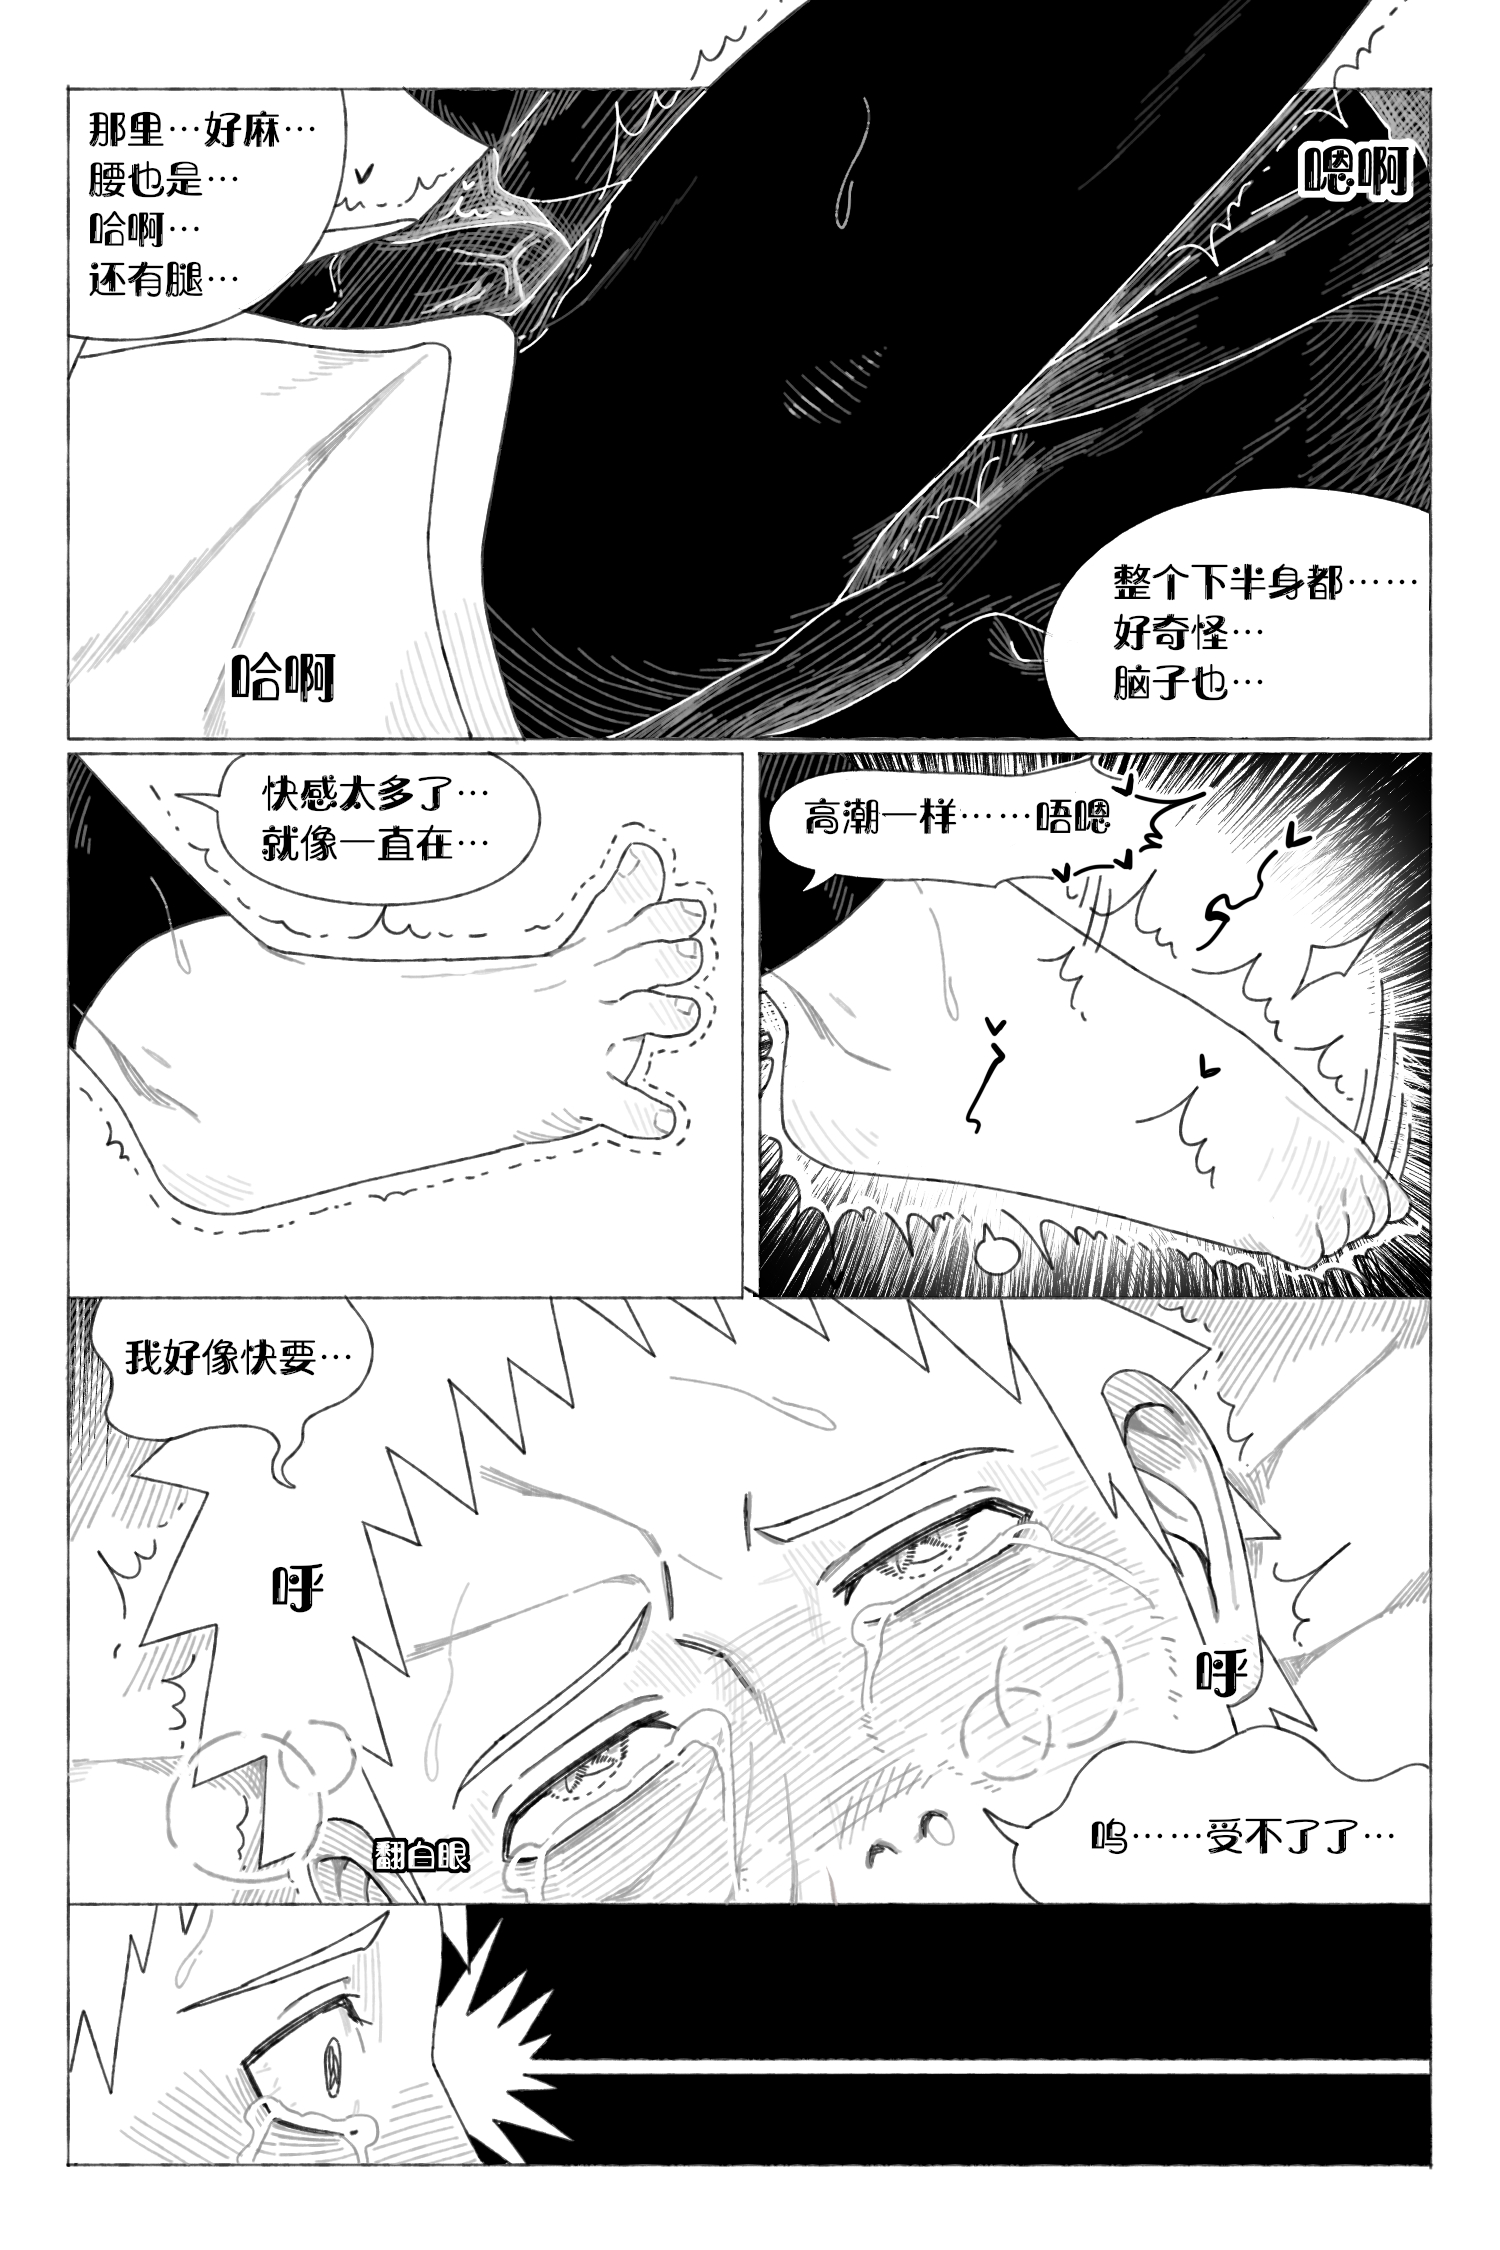 那里…好麻…
腰也是…
哈啊…
还有腿…
嗯啊
整个下半身都……
好奇怪…
脑子也…
哈啊
快感太多了…
就像一直在…
高潮一样……唔嗯
我好像快要…
呼
呼
翻白眼
呜……受不了了…